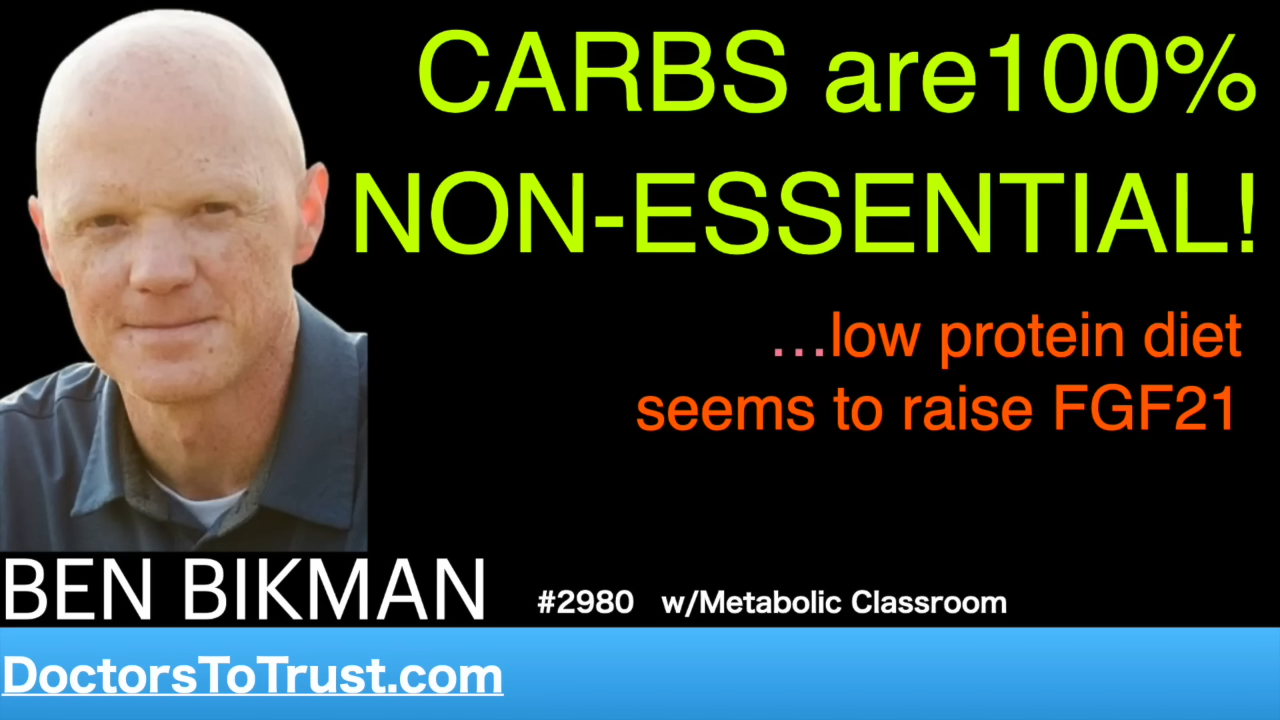 CARBS are100%
NON-ESSENTIAL!
...low protein diet
seems to raise FGF21
BEN BIKMAN #2980 w/Metabolic Classroom
DoctorsToTrust.com